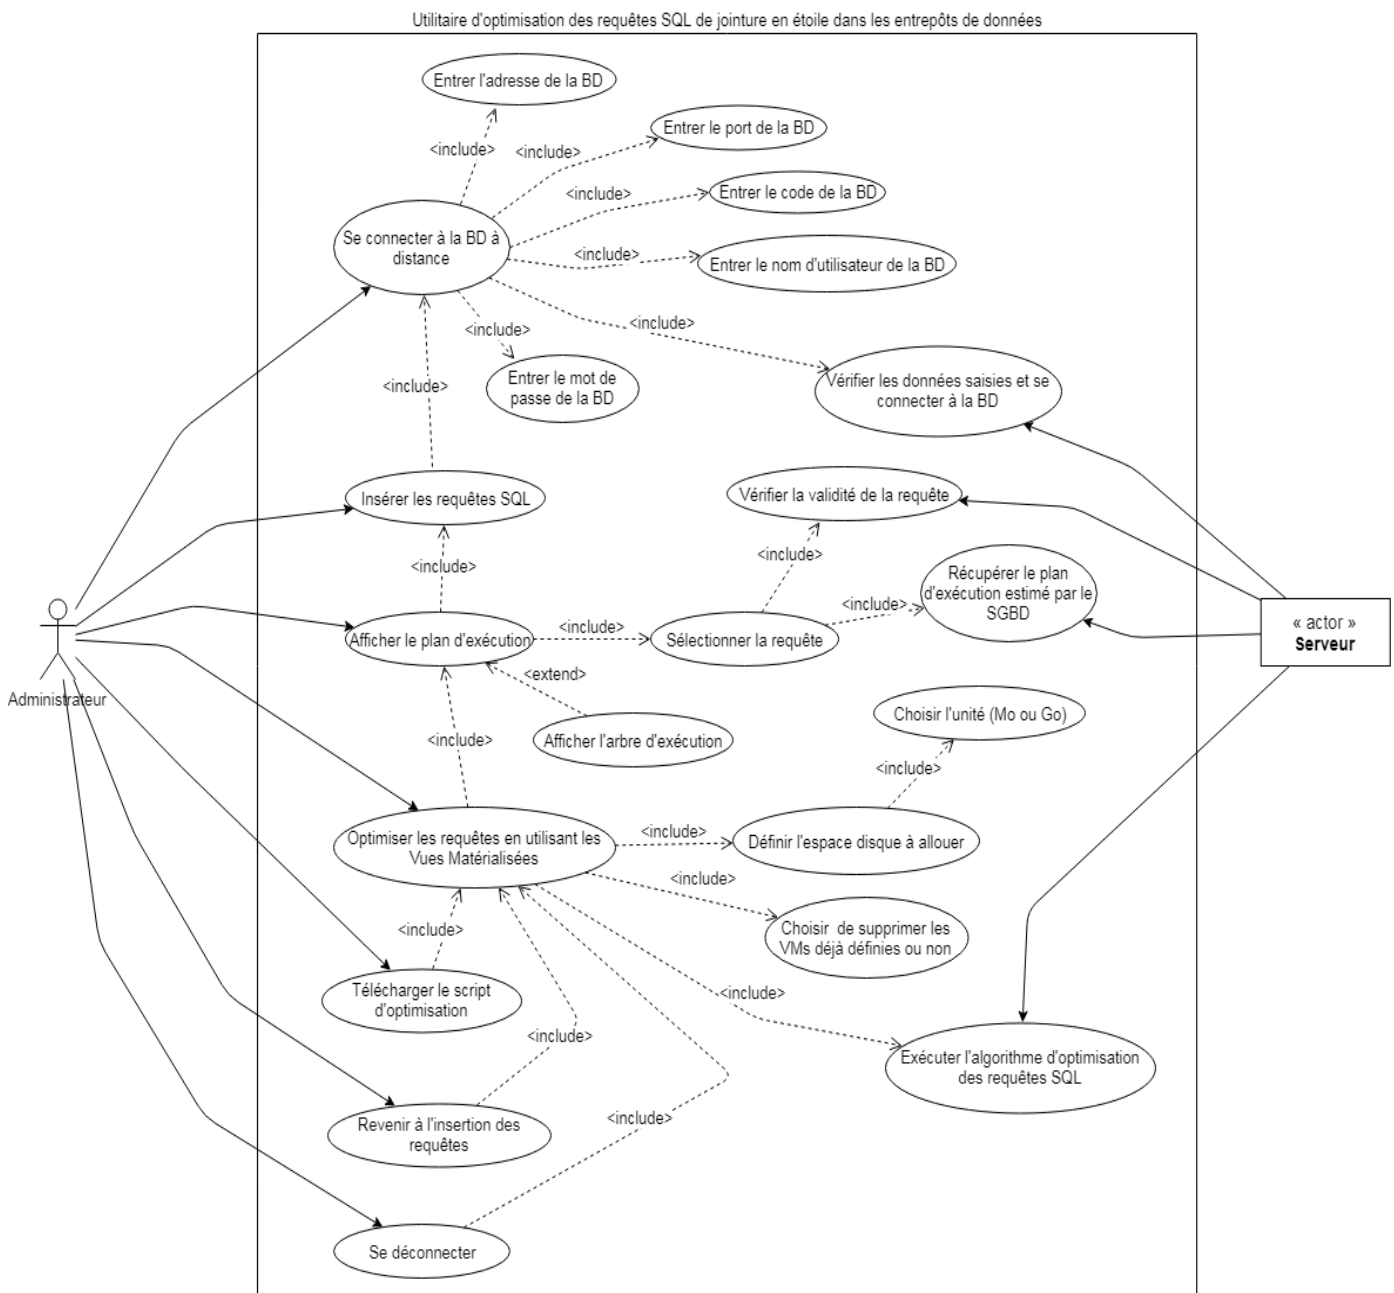 Utilitaire d'optimisation des requêtes SQL de jointure en étoile dans les entrepôts de données
Entrer l'adresse de la BD
<include>
<include>
Entrer le port de la BD
<include>
Entrer le code de la BD
Se connecter à la BD à
distance
<include>
Entrer le nom d'utilisateur de la BD
<include>
<include>
Entrer le mot de
passe de la BD
Vérifier les données saisies et se
connecter à la BD
<include>
Insérer les requêtes SQL
Vérifier la validité de la requête
<include>
<include>
Récupérer le plan
d'exécution estimé par le
SGBD
<include>
<include>
Afficher le plan d'exécution
Sélectionner la requête
« actor »
Serveur
Administrateur
<extend>
Afficher l'arbre d'exécution
<include>
Choisir l'unité (Mo ou Go)
<include>
Optimiser les requêtes en utilisant les
Vues Matérialisées
<include>
Définir l'espace disque à allouer
<include>
Choisir  de supprimer les
VMs déjà définies ou non
<include>
Télécharger le script
d'optimisation
<include>
<include>
Exécuter l'algorithme d'optimisation
des requêtes SQL
Revenir à l'insertion des
requêtes
<include>
Se déconnecter